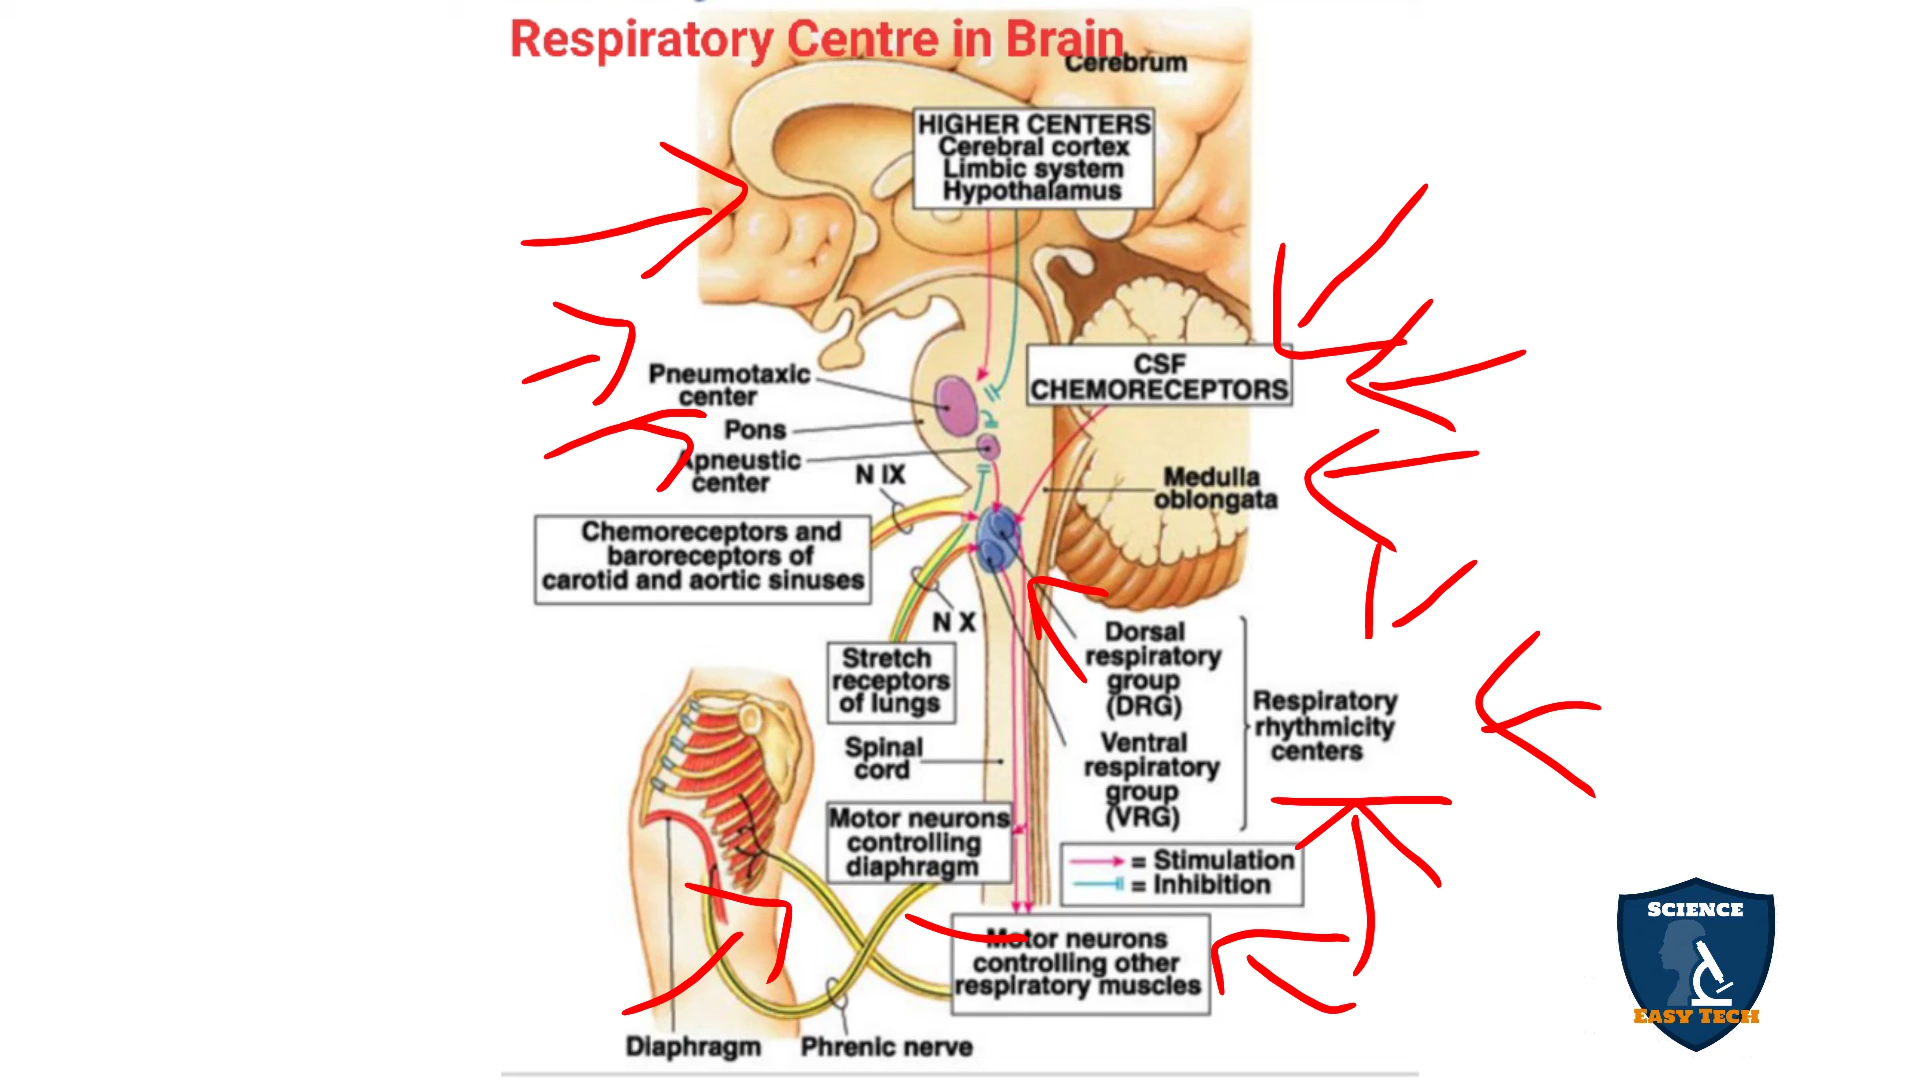 Respiratory Centre in Brain
Cerebrum
HIGHER CENTERS
Cerebral cortex
Limbic system
Hypothalamus
CSF
CHEMORECEPTORS
Pneumotaxic
center
Pons
Apneustic
center
N IX
Medulla
oblongata
Chemoreceptors and
baroreceptors of
carotid and aortic sinuses
N X
Stretch
receptors
of lungs
Dorsal
respiratory
group
(DRG)
Respiratory
rhythmicity
centers
Ventral
respiratory
group
(VRG)
Spinal
cord
Motor neurons
controlling
diaphragm
= Stimulation
= Inhibition
Motor neurons
controlling other
respiratory muscles
Diaphragm
Phrenic nerve
SCIENCE
EASY TECH